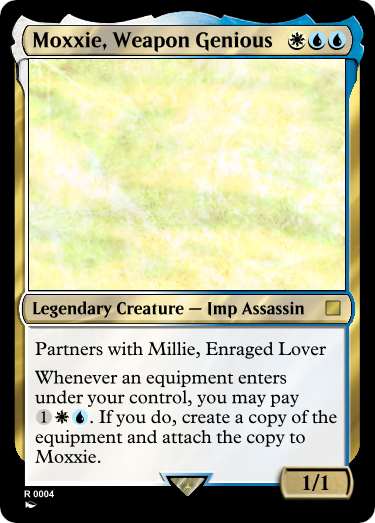 Moxxie, Weapon Genious
Legendary Creature — Imp Assassin
Partners with Millie, Enraged Lover
Whenever an equipment enters
under your control, you may pay
1 . If you do, create a copy of the
equipment and attach the copy to
Moxxie.
1/1
R 0004